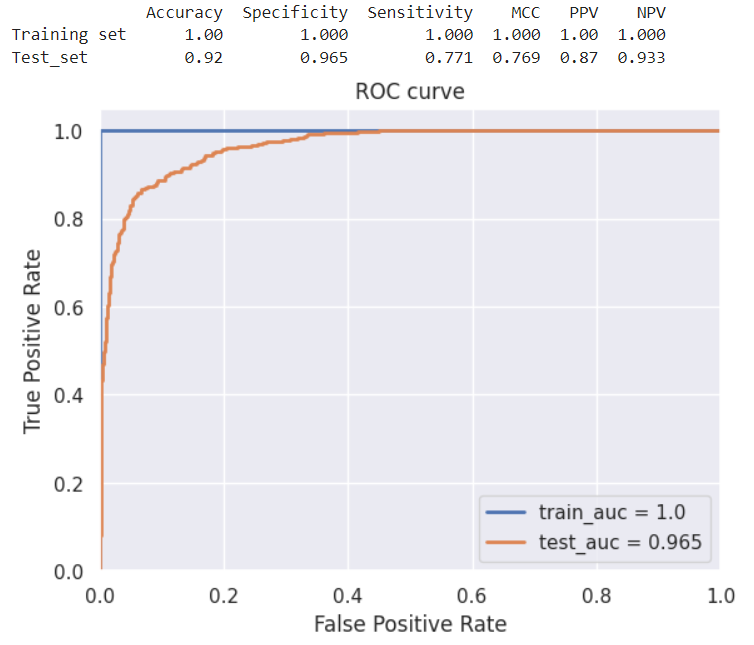 Accuracy Specificity Sensitivity MCC PPV NPV
Training set 1.00 1.000 1.000 1.000 1.00 1.000
Test_set 0.92 0.965 0.771 0.769 0.87 0.933
ROC curve
1.0
0.8
0.6
0.4
0.2
0.0
True Positive Rate
train_auc = 1.0
test_auc = 0.965
0.0 0.2 0.4 0.6 0.8 1.0
False Positive Rate